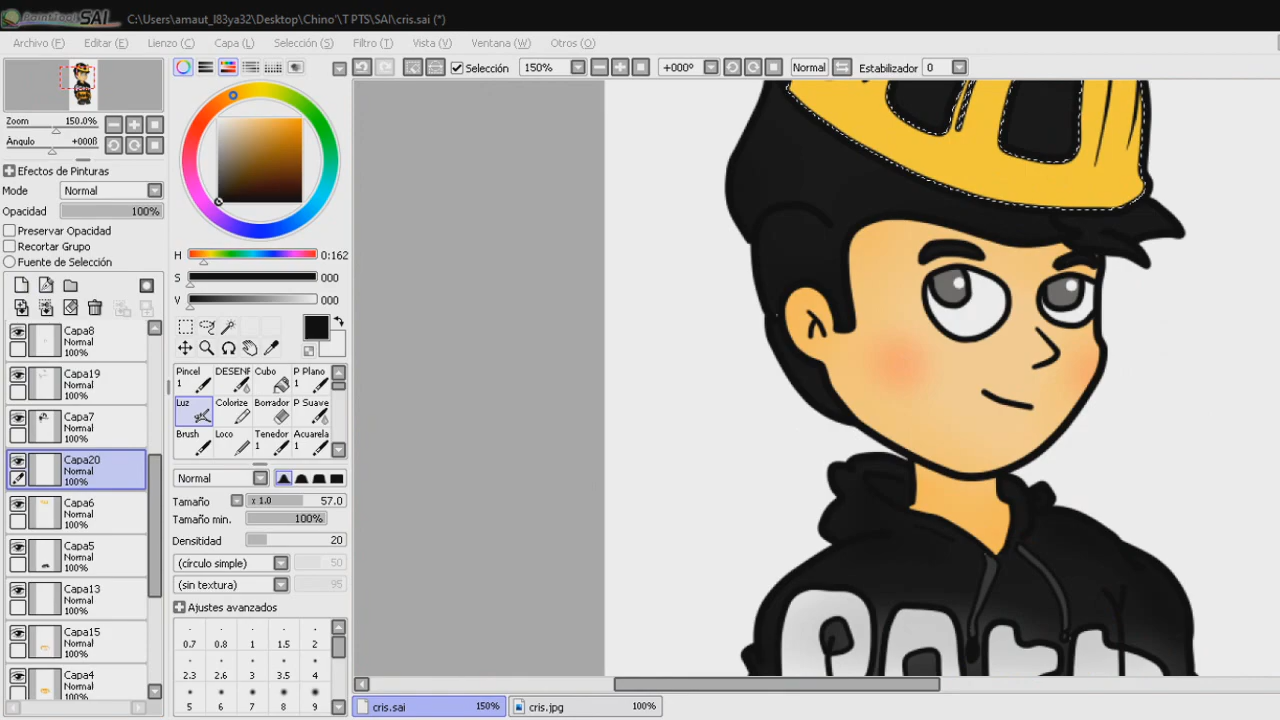 PaintTool SAI C:\Users\amaut_l83ya32\Desktop\Chino'\T PTS\SAI\cris.sai (*)
Archivo (F) Editar (E) Lienzo (C) Capa (L) Selección (S) Filtro (T) Vista (V) Ventana (W) Otros (O)
Selección 150% +000º Normal Estabilizador 0
Zoom 150.0%
Àngulo +000ß
Efectos de Pinturas
Mode Normal
Opacidad 100%
Preservar Opacidad
Recortar Grupo
Fuente de Selección
H 0:162
S 000
V 000
Capa8
Normal
100%
Capa19
Normal
100%
Capa7
Normal
100%
Capa20
Normal
100%
Capa6
Normal
100%
Capa5
Normal
100%
Capa13
Normal
100%
Capa15
Normal
100%
Capa4
Normal
100%
Pincel 1 DESENF Cubo P Plano 1
Luz Colorize Borrador P Suave
Brush Loco Tenedor 1 Acuarela 1
Normal
Tamaño x 1.0 57.0
Tamaño min. 100%
Densitidad 20
(círculo simple) 50
(sin textura) 95
Ajustes avanzados
0.7 0.8 1 1.5 2
2.3 2.6 3 3.5 4
5 6 7 8 9
cris.sai 150% cris.jpg 100%